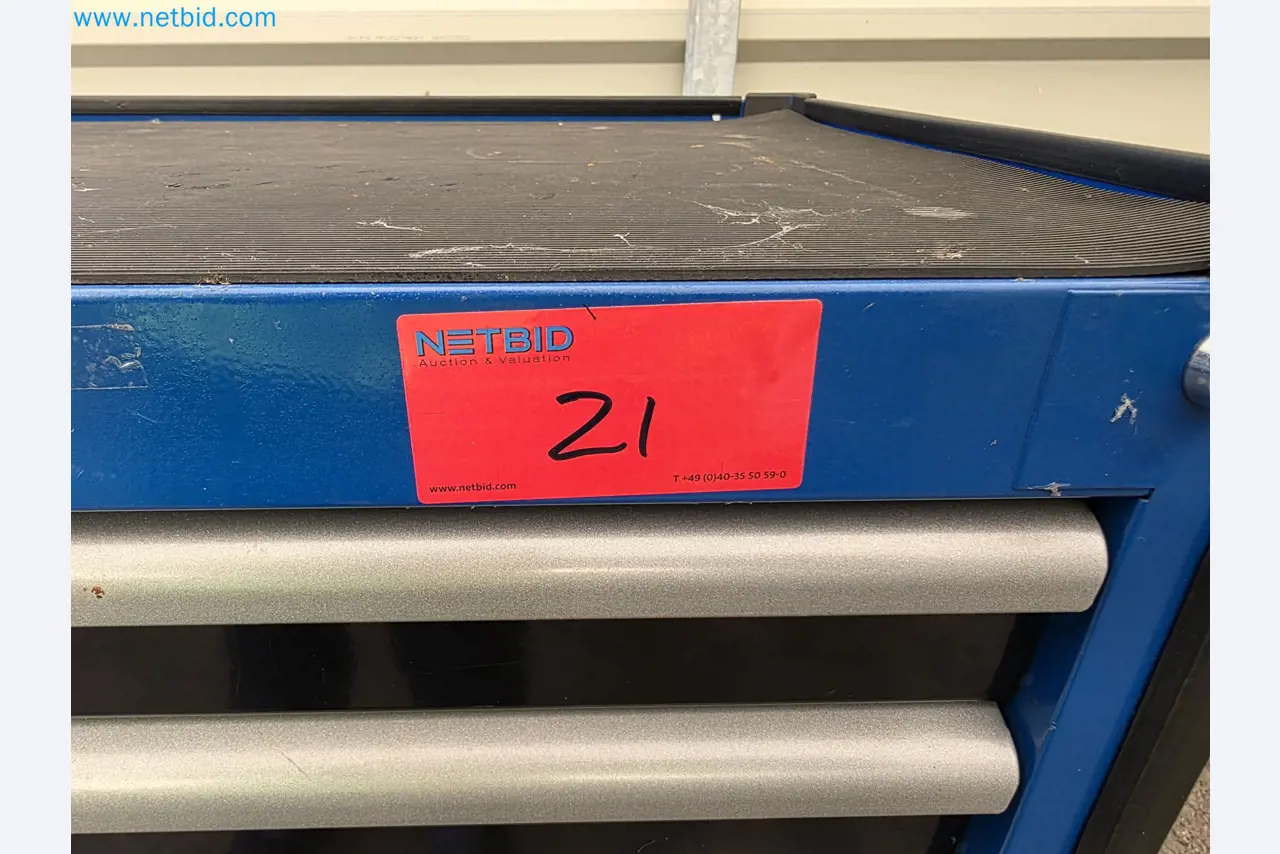 www.netbid.com
NETBID
Auction & Valuation
21
www.netbid.com
T +49 (0)40-35 50 59-0